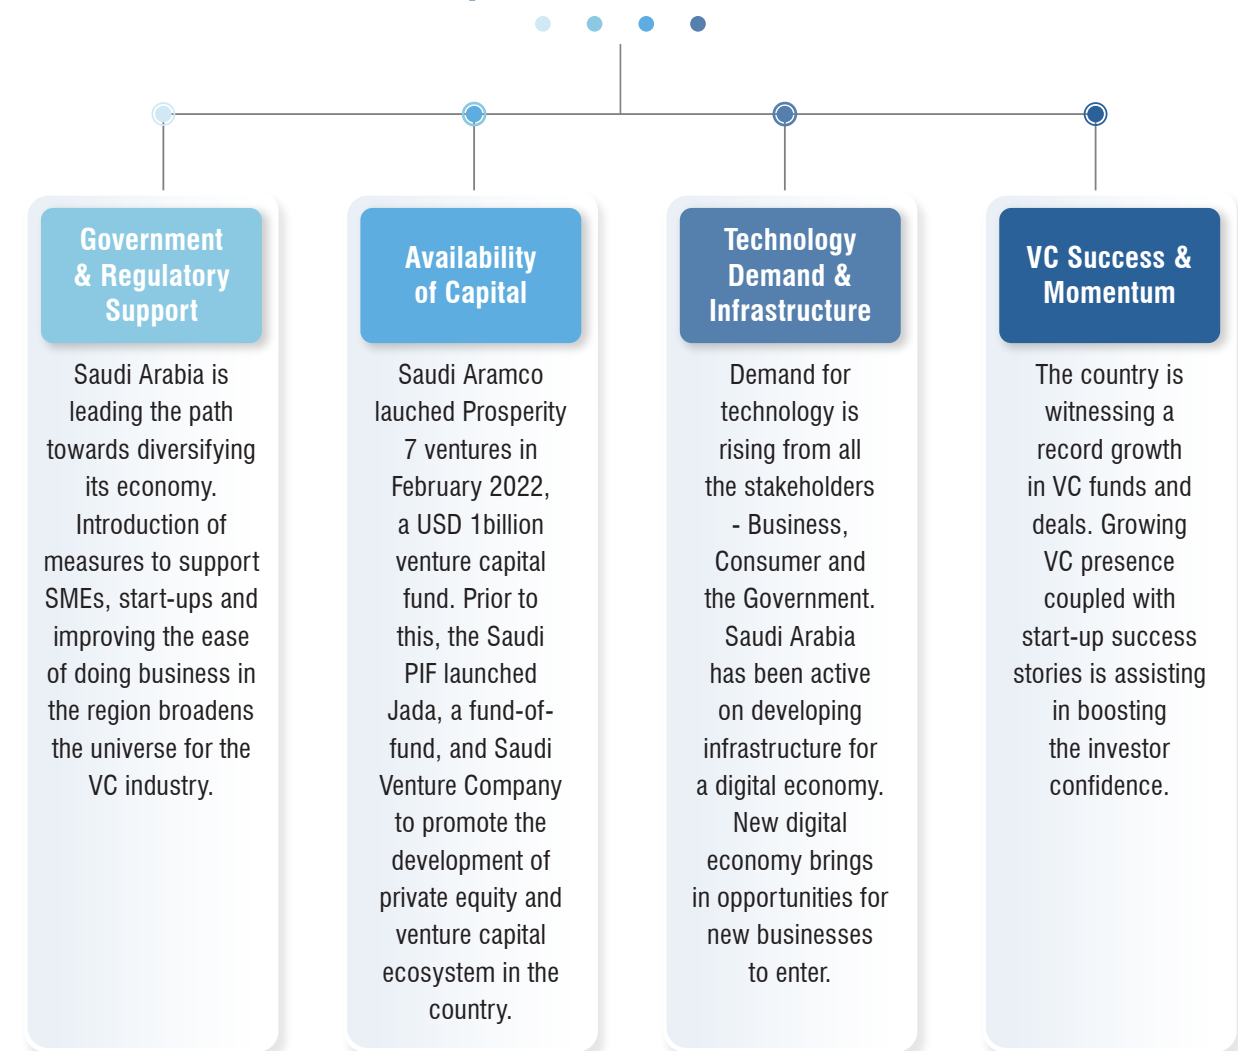 Government
& Regulatory
Support
Saudi Arabia is
leading the path
towards diversifying
its economy.
Introduction of
measures to support
SMEs, start-ups and
improving the ease
of doing business in
the region broadens
the universe for the
VC industry.
Availability
of Capital
Saudi Aramco
lauched Prosperity
7 ventures in
February 2022,
a USD 1billion
venture capital
fund. Prior to
this, the Saudi
PIF launched
Jada, a fund-of-
fund, and Saudi
Venture Company
to promote the
development of
private equity and
venture capital
ecosystem in the
country.
Technology
Demand &
Infrastructure
Demand for
technology is
rising from all
the stakeholders
- Business,
Consumer and
the Government.
Saudi Arabia
has been active
on developing
infrastructure for
a digital economy.
New digital
economy brings
in opportunities for
new businesses
to enter.
VC Success &
Momentum
The country is
witnessing a
record growth
in VC funds and
deals. Growing
VC presence
coupled with
start-up success
stories is assisting
in boosting
the investor
confidence.